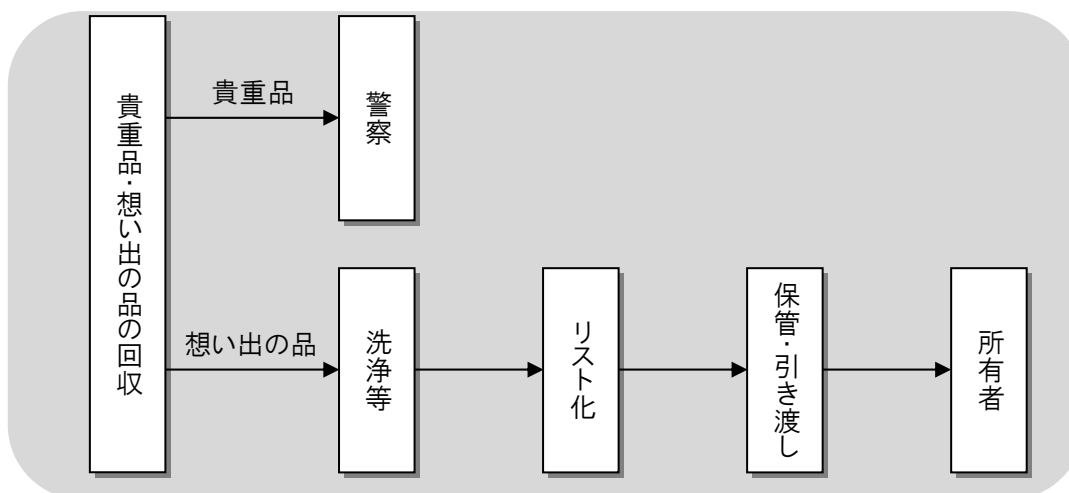 貴重品・想い出の品の回収
貴重品
警察
想い出の品
洗浄等
リスト化
保管・引き渡し
所有者